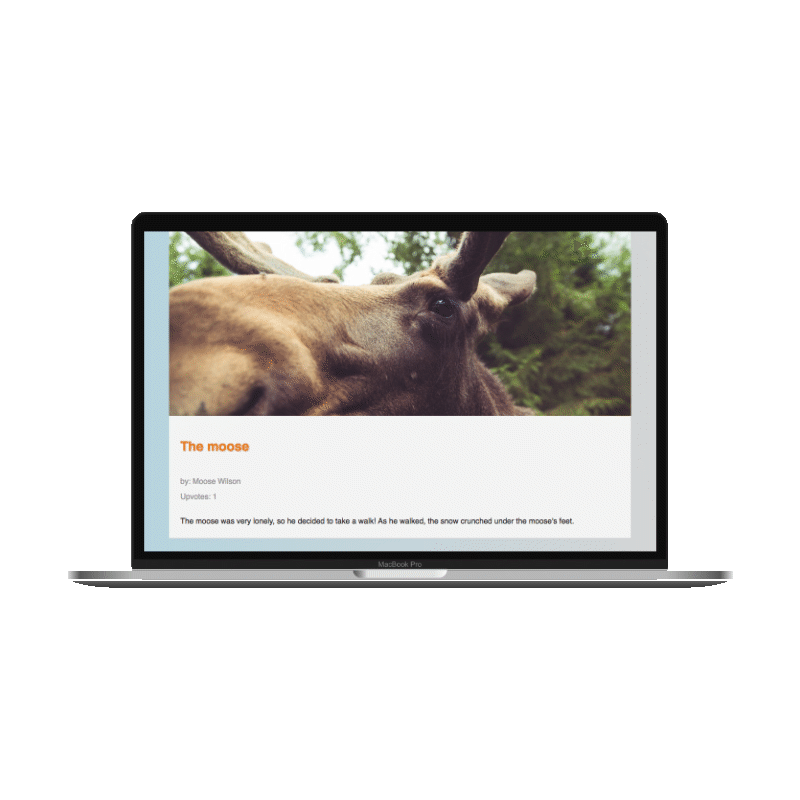 The moose
by: Moose Wilson
Upvotes: 1
The moose was very lonely, so he decided to take a walk! As he walked, the snow crunched under the moose's feet.
MacBook Pro